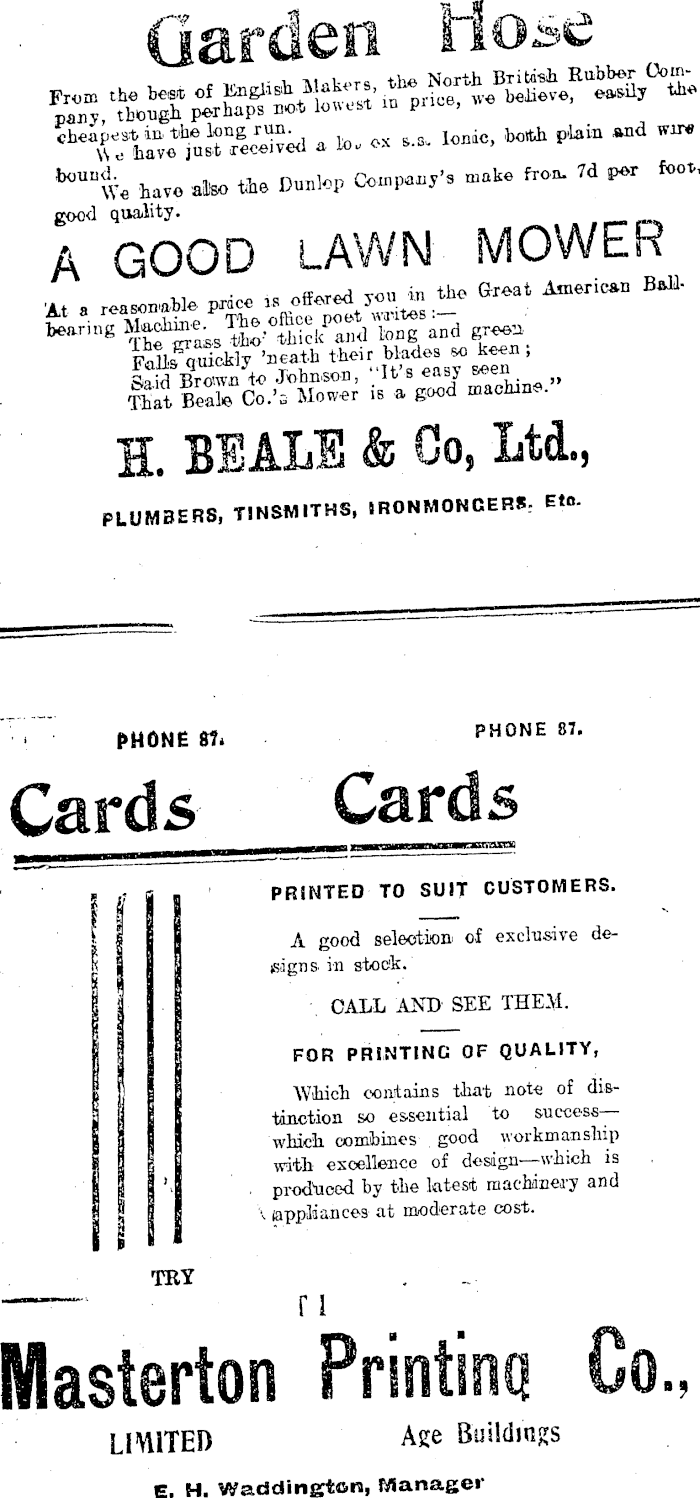 Garden Hose
From the best of English Makers, the North British Rubber Com-
pany, though perhaps not lowest in price, we believe, easily the
cheapest in the long run.
We have just received a ex s.s. Ionic, both plain and wire
bound.
We have also the Dunlop Company's make from 7d per foot,
good quality.
A GOOD LAWN MOWER
At a reasonable price is offered you in the Great American Ball-
bearing Machine. The office poet writes :—
The grass tho' thick and long and green
Falls quickly 'neath their blades so keen ;
Said Brown to Johnson, "It's easy seen
That Beale Co.'s Mower is a good machine."
H. BEALE & Co, Ltd.,
PLUMBERS, TINSMITHS, IRONMONGERS, Etc.
PHONE 87. PHONE 87.
Cards Cards
PRINTED TO SUIT CUSTOMERS.
A good selection of exclusive de-
signs in stock.
CALL AND SEE THEM.
FOR PRINTING OF QUALITY,
Which contains that note of dis-
tinction so essential to success—
which combines good workmanship
with excellence of design—which is
produced by the latest machinery and
appliances at moderate cost.
TRY
Masterton Printing Co.,
LIMITED Age Buildings
E. H. Waddington, Manager